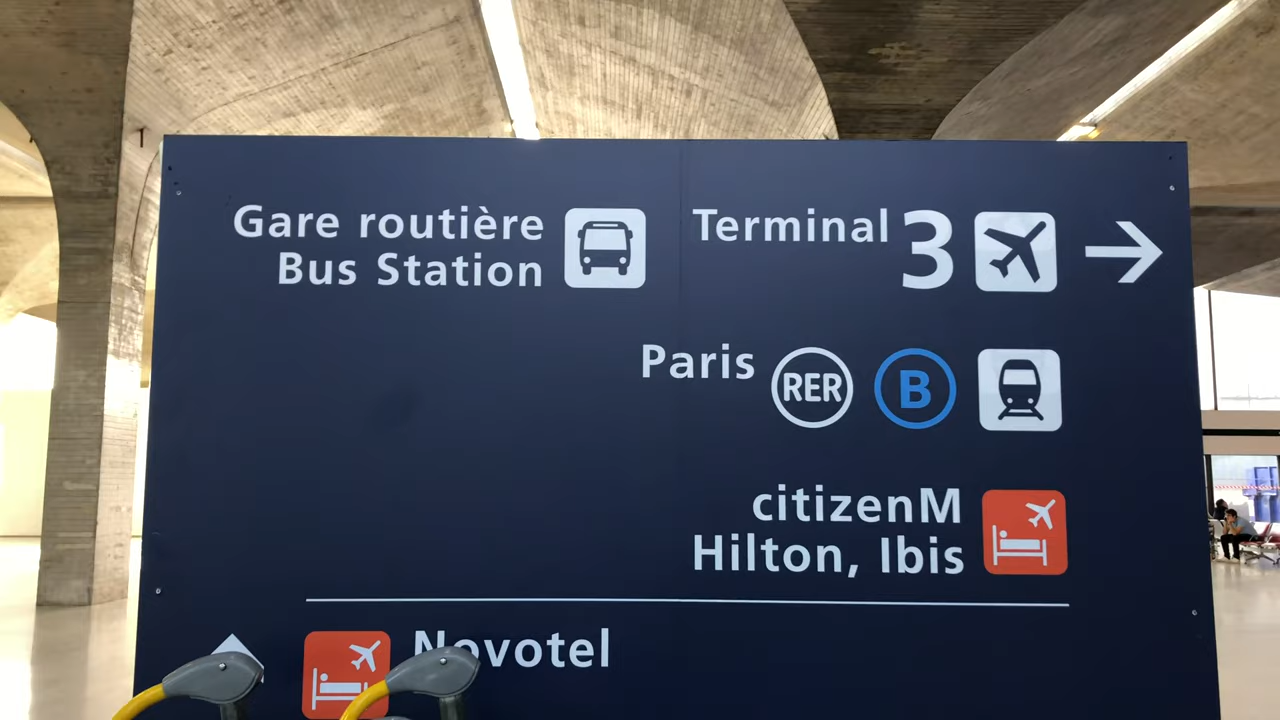 Gare routière
Bus Station
Terminal 3
Paris RER B
citizenM
Hilton, Ibis
Novotel